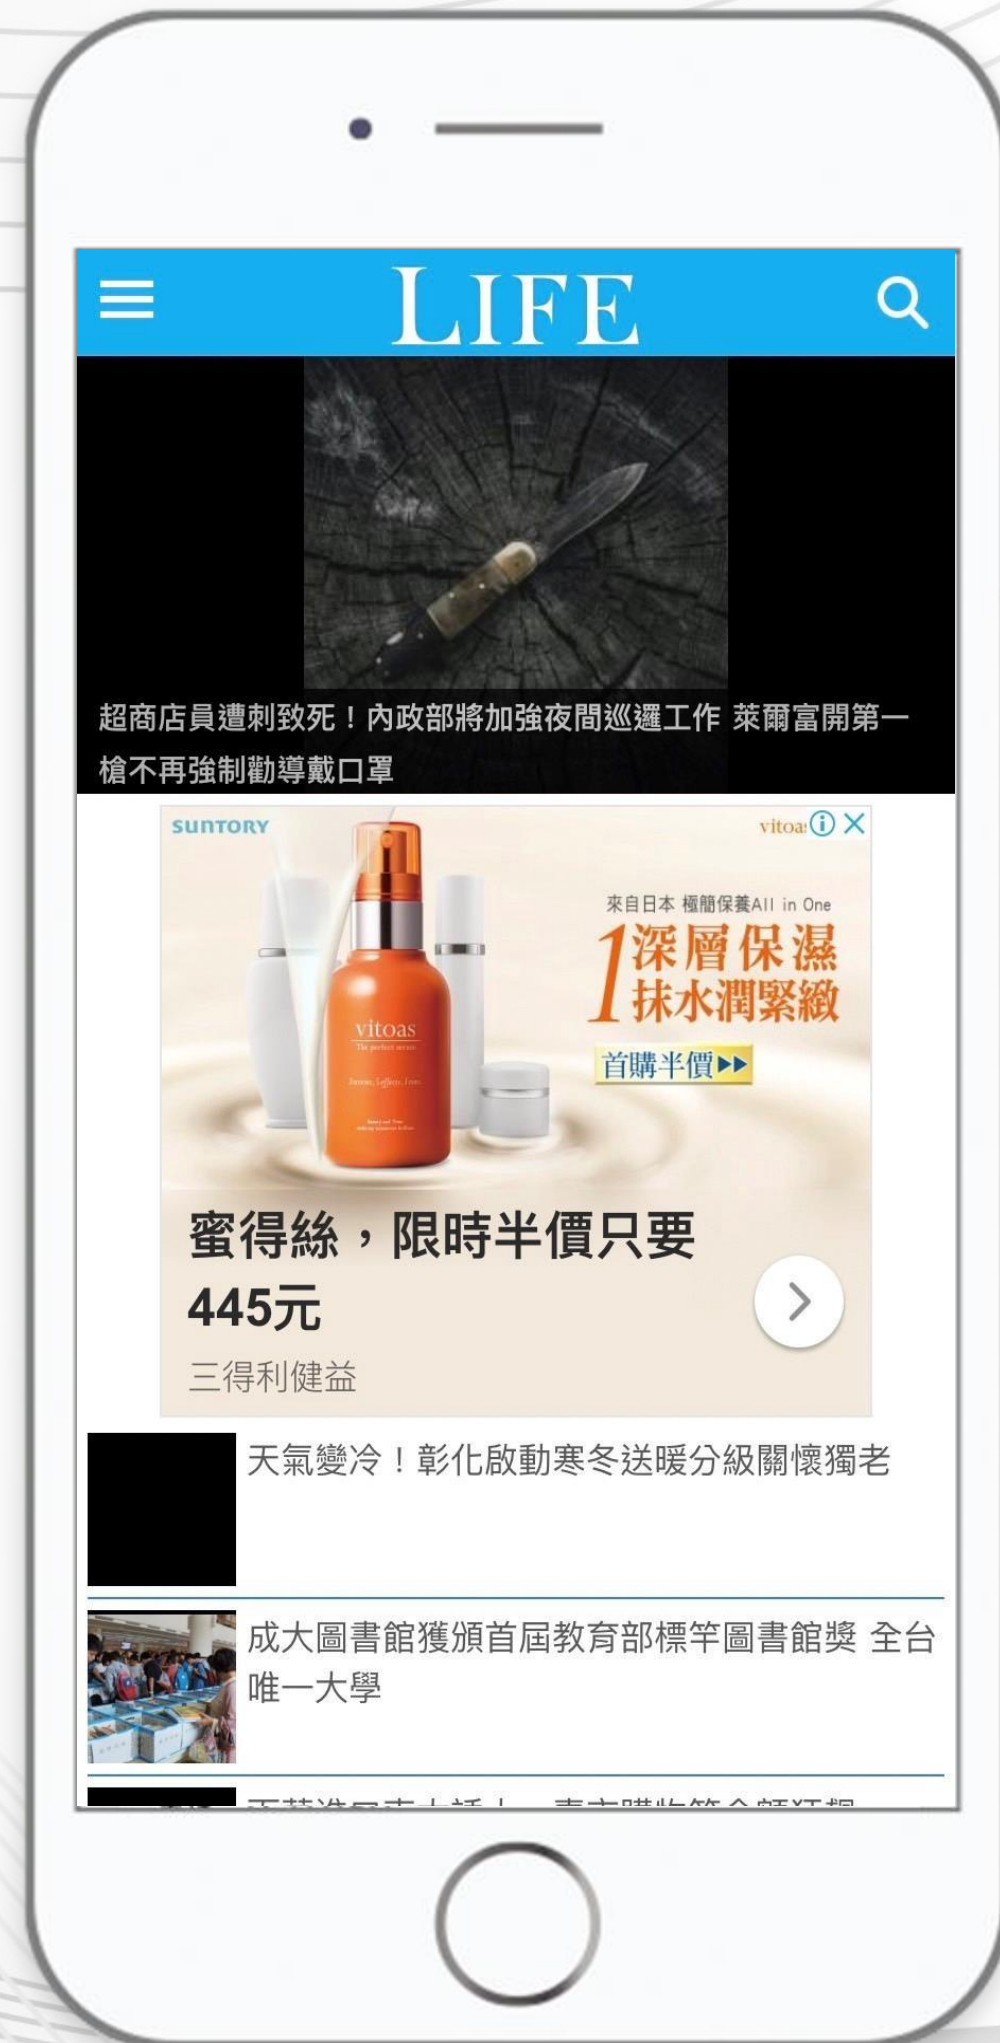 LIFE
超商店員遭刺致死！內政部將加強夜間巡邏工作 萊爾富開第一
槍不再強制勸導戴口罩
SUNTORY
vitoas
來自日本 極簡保養All in One
1深層保濕
抹水潤緊緻
首購半價
vitoas
The perfect serum
蜜得絲，限時半價只要
445元
三得利健益
天氣變冷！彰化啟動寒冬送暖分級關懷獨老
成大圖書館獲頒首屆教育部標竿圖書館獎 全台
唯一大學